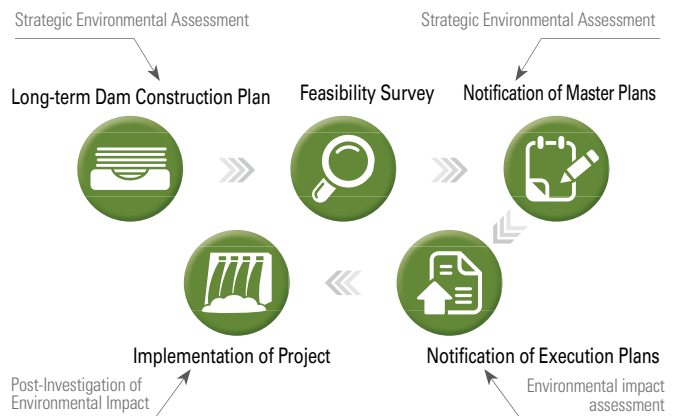 Strategic Environmental Assessment
Strategic Environmental Assessment
Long-term Dam Construction Plan
Feasibility Survey
Notification of Master Plans
Implementation of Project
Notification of Execution Plans
Post-Investigation of
Environmental Impact
Environmental impact
assessment